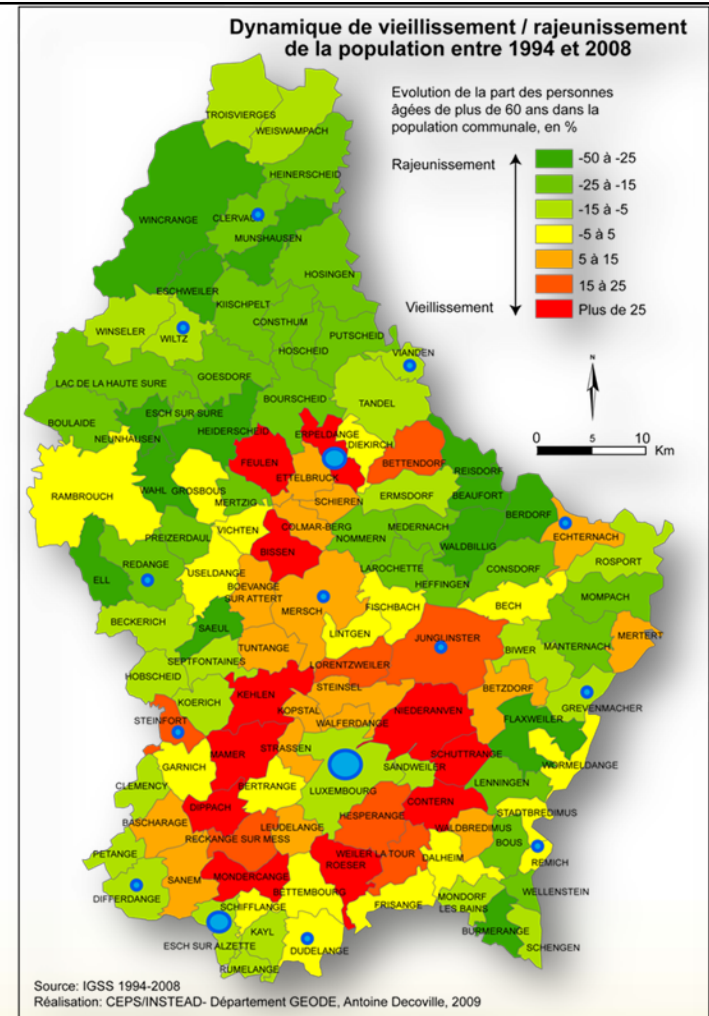 Dynamique de vieillissement / rajeunissement
de la population entre 1994 et 2008
Evolution de la part des personnes
âgées de plus de 60 ans dans la
population communale, en %
Rajeunissement
Vieillissement
-50 à -25
-25 à -15
-15 à -5
-5 à 5
5 à 15
15 à 25
Plus de 25
N
0 5 10
Km
TROISVIERGES
WEISWAMPACH
HEINERSCHEID
WINCRANGE
CLERVAUX
MUNSHAUSEN
HOSINGEN
ESCHWEILER
KIISCHPELT
CONSTHUM
WINSELER
WILTZ
HOSCHEID
PUTSCHEID
VIANDEN
LAC DE LA HAUTE SURE
GOESDORF
TANDEL
BOURSCHEID
BOULAIDE
ESCH SUR SURE
NEUNHAUSEN
HEIDERSCHEID
ERPELDANGE
DIEKIRCH
FEULEN
BETTENDORF
REISDORF
ETTELBRUCK
RAMBROUCH
WAHL
GROSBOUS
MERTZIG
SCHIEREN
ERMSDORF
BEAUFORT
BERDORF
COLMAR-BERG
MEDERNACH
ECHTERNACH
VICHTEN
NOMMERN
WALDBILLIG
PREIZERDAUL
BISSEN
ROSPORT
ELL
REDANGE
USELDANGE
LAROCHETTE
CONSDORF
BOEVANGE
SUR ATTERT
HEFFINGEN
MOMPACH
MERSCH
FISCHBACH
BECH
BECKERICH
SAEUL
LINTGEN
JUNGLINSTER
MERTERT
TUNTANGE
BIWER
MANTERNACH
SEPTFONTAINES
LORENTZWEILER
HOBSCHEID
STEINSEL
BETZDORF
KOERICH
KEHLEN
KOPSTAL
NIEDERANVEN
GREVENMACHER
STEINFORT
WALFERDANGE
FLAXWEILER
STRASSEN
SCHUTTRANGE
WORMELDANGE
GARNICH
MAMER
SANDWEILER
CLEMENCY
BERTRANGE
LUXEMBOURG
LENNINGEN
DIPPACH
CONTERN
STADTBREDIMUS
BASCHARAGE
LEUDELANGE
HESPERANGE
WALDBREDIMUS
RECKANGE SUR MESS
BOUS
PETANGE
WEILER LA TOUR
DALHEIM
REMICH
ROESER
SANEM
MONDERCANGE
DIFFERDANGE
BETTEMBOURG
WELLENSTEIN
SCHIFFLANGE
FRISANGE
MONDORF
LES BAINS
ESCH SUR ALZETTE
KAYL
BURMERANGE
DUDELANGE
SCHENGEN
RUMELANGE
Source: IGSS 1994-2008
Réalisation: CEPS/INSTEAD- Département GEODE, Antoine Decoville, 2009